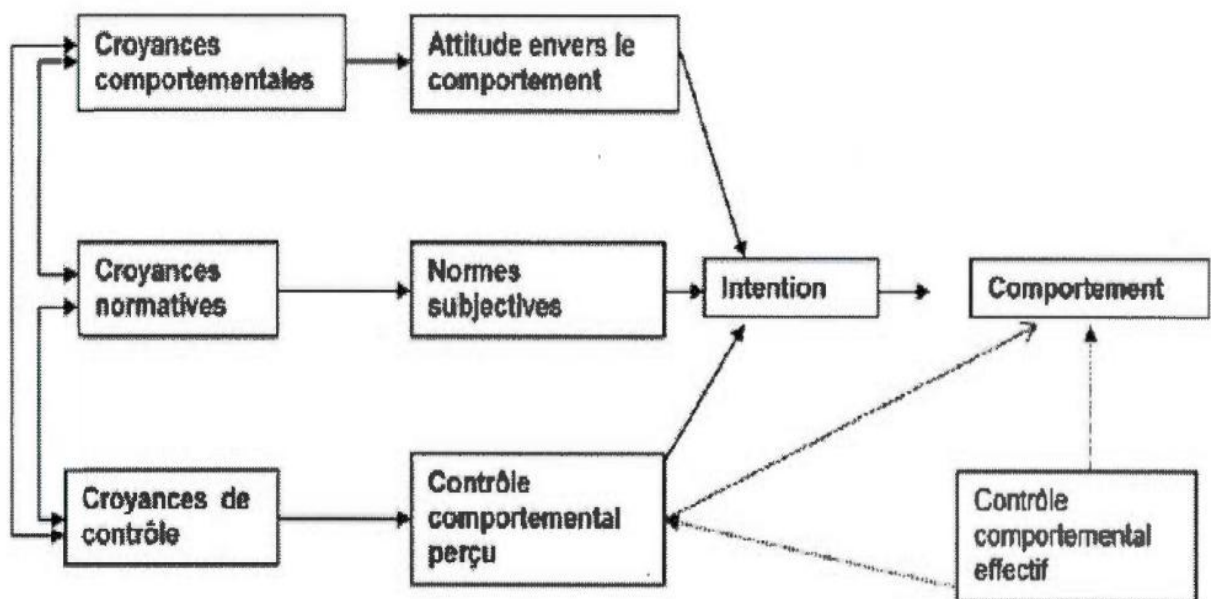 Croyances
comportementales
Attitude envers le
comportement
Croyances
normatives
Normes
subjectives
Intention
Comportement
Croyances de
contrôle
Contrôle
comportemental
perçu
Contrôle
comportemental
effectif